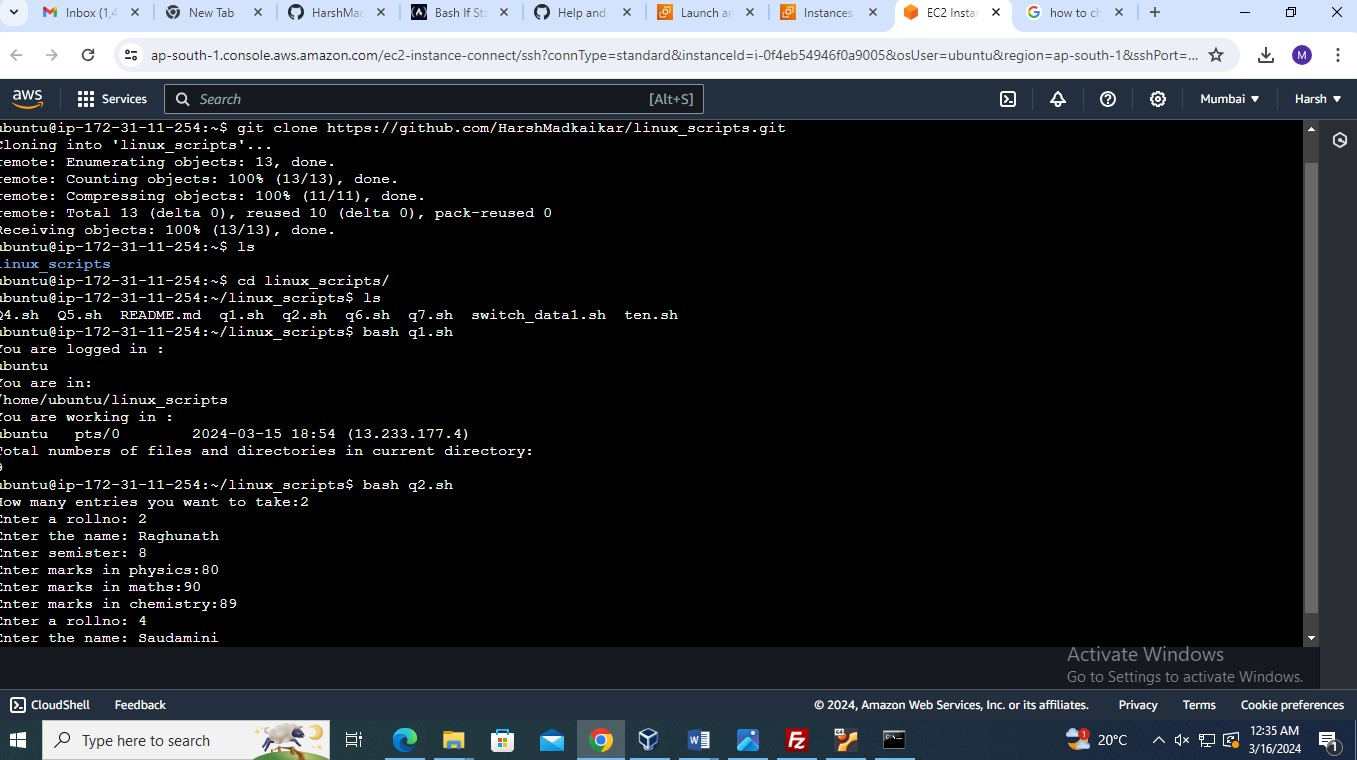 Inbox (1,4
New Tab
HarshMad
Bash If Sta
Help and
Launch an
Instances
EC2 Instan
how to ch
ap-south-1.console.aws.amazon.com/ec2-instance-connect/ssh?connType=standard&instanceId=i-0f4eb54946f0a9005&osUser=ubuntu&region=ap-south-1&sshPort=...
M
aws
Services
Search
[Alt+S]
Mumbai
Harsh
ubuntu@ip-172-31-11-254:~$ git clone https://github.com/HarshMadkaikar/linux_scripts.git
Cloning into 'linux_scripts'...
remote: Enumerating objects: 13, done.
remote: Counting objects: 100% (13/13), done.
remote: Compressing objects: 100% (11/11), done.
remote: Total 13 (delta 0), reused 10 (delta 0), pack-reused 0
Receiving objects: 100% (13/13), done.
ubuntu@ip-172-31-11-254:~$ ls
linux_scripts
ubuntu@ip-172-31-11-254:~$ cd linux_scripts/
ubuntu@ip-172-31-11-254:~/linux_scripts$ ls
Q4.sh Q5.sh README.md q1.sh q2.sh q6.sh q7.sh switch_data1.sh ten.sh
ubuntu@ip-172-31-11-254:~/linux_scripts$ bash q1.sh
You are logged in :
ubuntu
You are in:
/home/ubuntu/linux_scripts
You are working in :
ubuntu pts/0 2024-03-15 18:54 (13.233.177.4)
Total numbers of files and directories in current directory:
9
ubuntu@ip-172-31-11-254:~/linux_scripts$ bash q2.sh
How many entries you want to take:2
Enter a rollno: 2
Enter the name: Raghunath
Enter semister: 8
Enter marks in physics:80
Enter marks in maths:90
Enter marks in chemistry:89
Enter a rollno: 4
Enter the name: Saudamini
Activate Windows
Go to Settings to activate Windows.
CloudShell
Feedback
© 2024, Amazon Web Services, Inc. or its affiliates.
Privacy
Terms
Cookie preferences
Type here to search
20°C
12:35 AM
3/16/2024
1